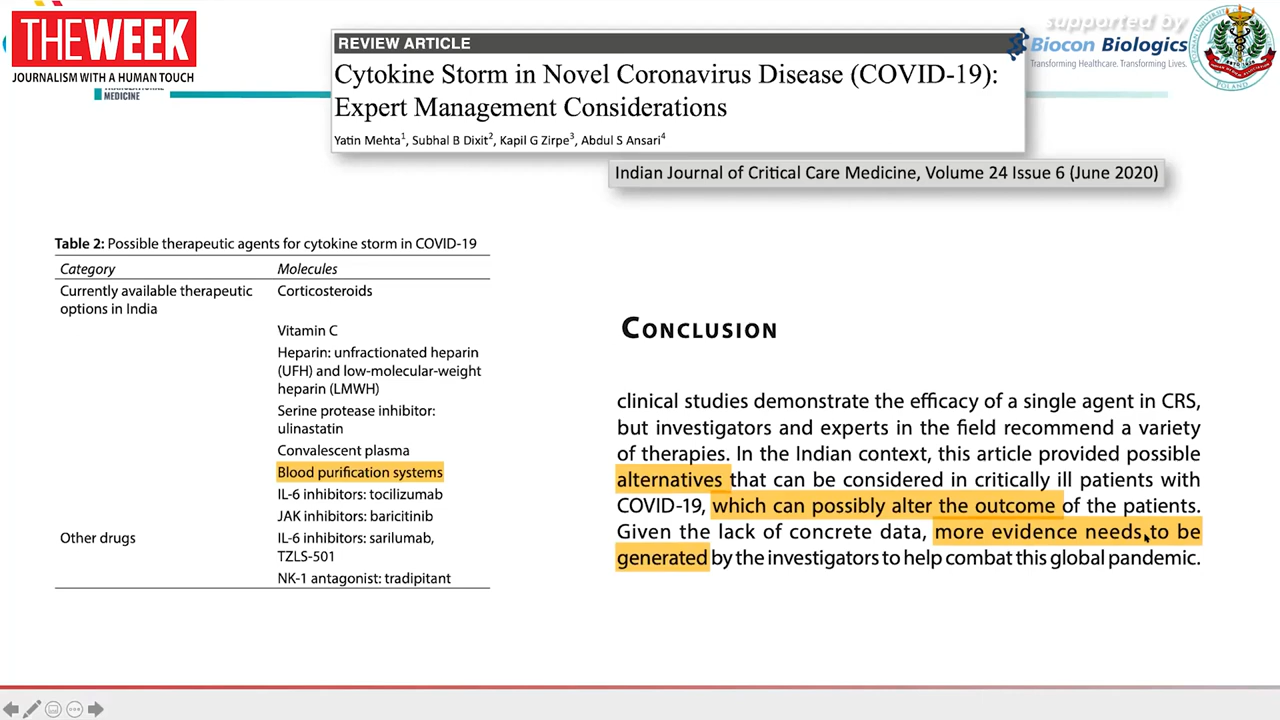 THE WEEK
JOURNALISM WITH A HUMAN TOUCH
MEDICINE
supported by
Biocon Biologics
Transforming Healthcare. Transforming Lives.
POLAND
REVIEW ARTICLE
Cytokine Storm in Novel Coronavirus Disease (COVID-19):
Expert Management Considerations
Yatin Mehta1, Subhal B Dixit2, Kapil G Zirpe3, Abdul S Ansari4
Indian Journal of Critical Care Medicine, Volume 24 Issue 6 (June 2020)
Table 2: Possible therapeutic agents for cytokine storm in COVID-19
Category Molecules
Currently available therapeutic Corticosteroids
options in India
Vitamin C
Heparin: unfractionated heparin
(UFH) and low-molecular-weight
heparin (LMWH)
Serine protease inhibitor:
ulinastatin
Convalescent plasma
Blood purification systems
IL-6 inhibitors: tocilizumab
JAK inhibitors: baricitinib
Other drugs IL-6 inhibitors: sarilumab,
TZLS-501
NK-1 antagonist: tradipitant
CONCLUSION
clinical studies demonstrate the efficacy of a single agent in CRS,
but investigators and experts in the field recommend a variety
of therapies. In the Indian context, this article provided possible
alternatives that can be considered in critically ill patients with
COVID-19, which can possibly alter the outcome of the patients.
Given the lack of concrete data, more evidence needs to be
generated by the investigators to help combat this global pandemic.